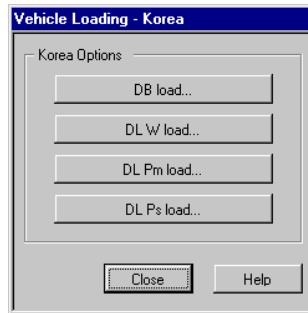 Vehicle Loading - Korea
Korea Options
DB load...
DL W load...
DL Pm load...
DL Ps load...
Close
Help